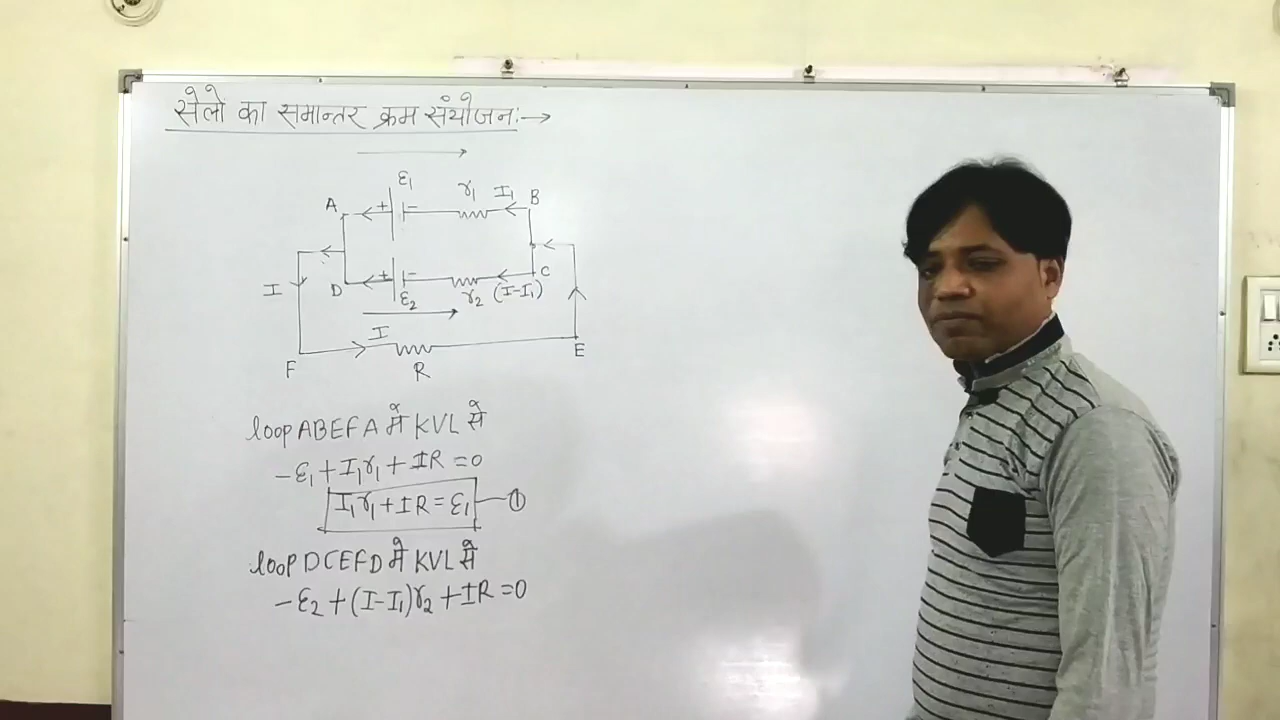 सेलो का समान्तर क्रम संयोजन:→
ε₁
A + - r₁ I₁ B
I D + - ε₂ r₂ (I-I₁) C
I
F R E
loop ABEFA में KVL से
-ε₁ + I₁r₁ + IR = 0
I₁r₁ + IR = ε₁ — ①
loop DCEFD में KVL से
-ε₂ + (I-I₁)r₂ + IR = 0